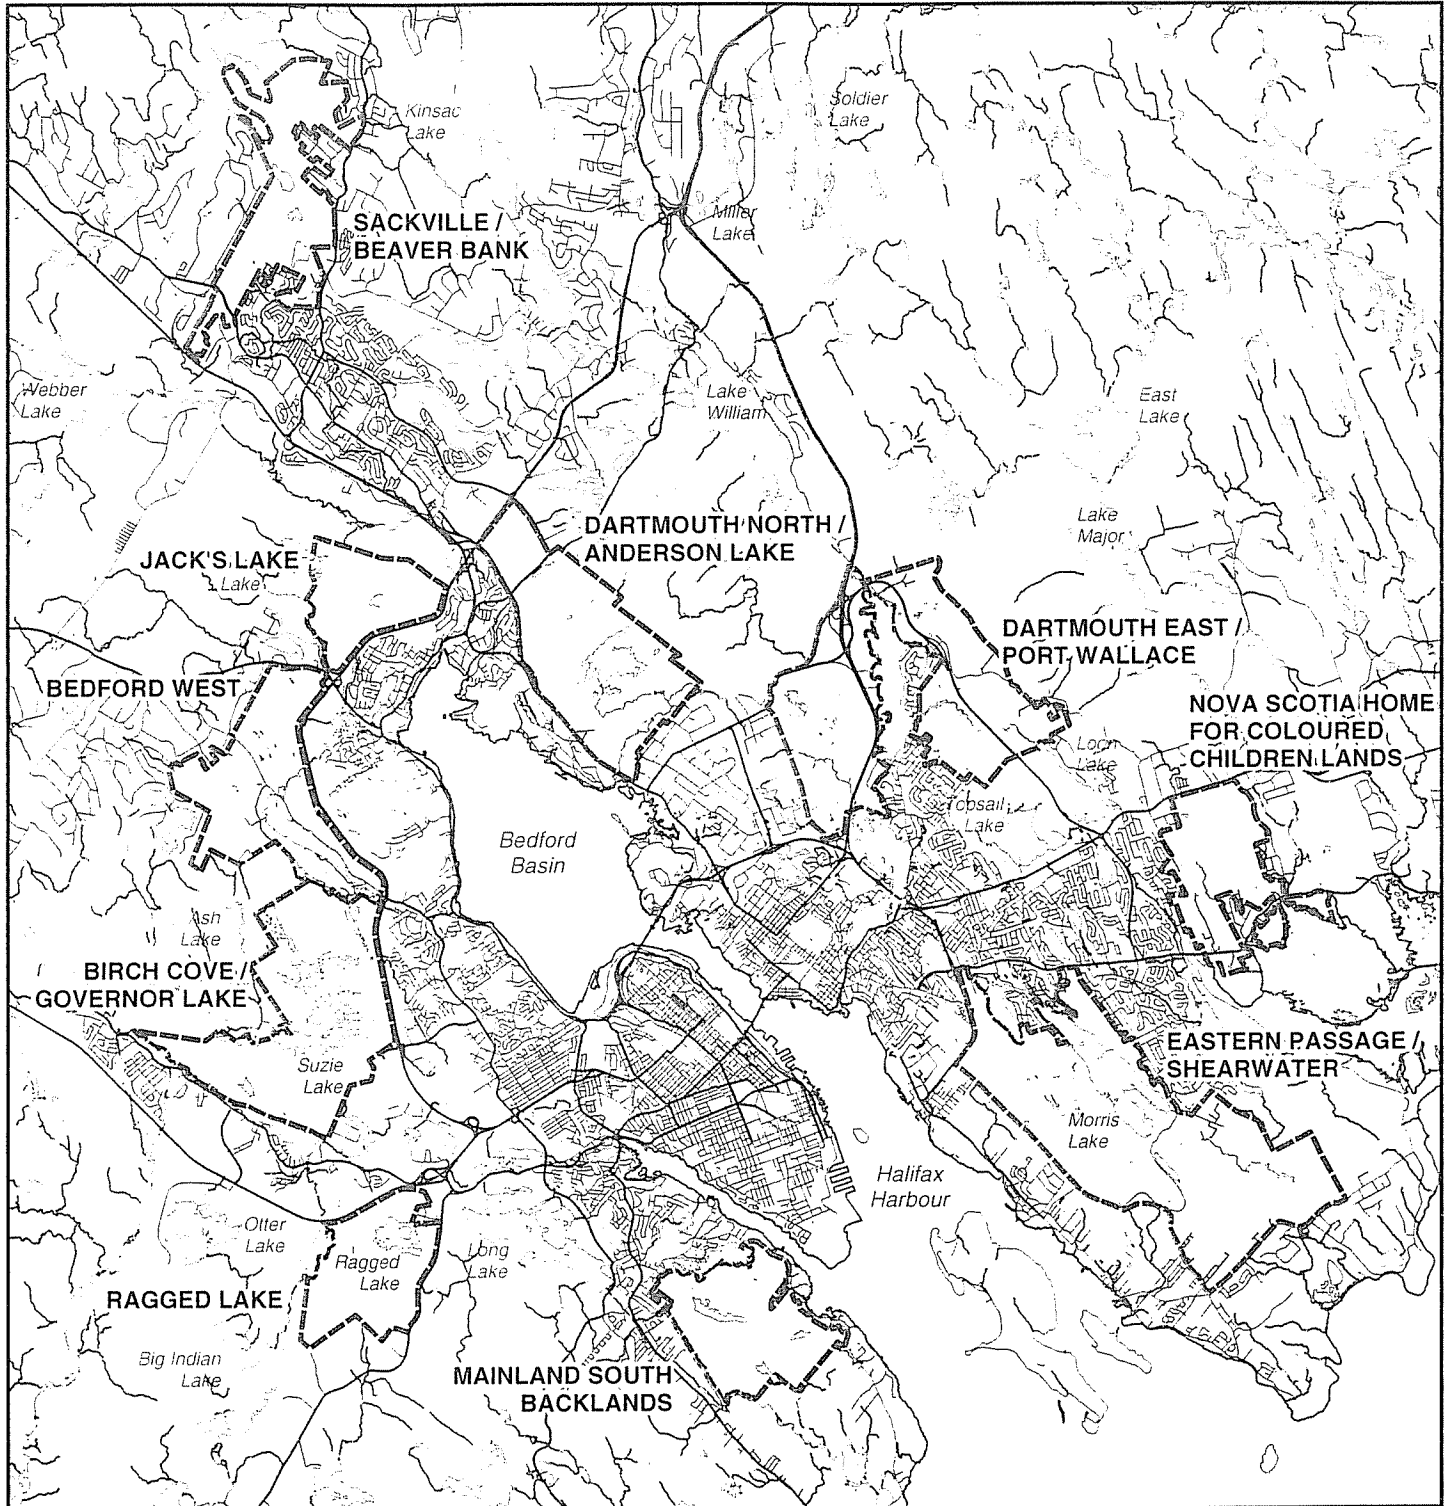 Kinsac
Lake
Soldier
Lake
SACKVILLE /
BEAVER BANK
Miller
Lake
Webber
Lake
Lake
William
East
Lake
Lake
Major
DARTMOUTH NORTH /
ANDERSON LAKE
JACK'S LAKE
Lake
DARTMOUTH EAST /
PORT WALLACE
BEDFORD WEST
NOVA SCOTIA HOME
FOR COLOURED
CHILDREN LANDS
Loon
Lake
Topsail
Lake
Bedford
Basin
Ash
Lake
BIRCH COVE /
GOVERNOR LAKE
Suzie
Lake
EASTERN PASSAGE /
SHEARWATER
Morris
Lake
Halifax
Harbour
Otter
Lake
Ragged
Lake
Long
Lake
RAGGED LAKE
Big Indian
Lake
MAINLAND SOUTH
BACKLANDS